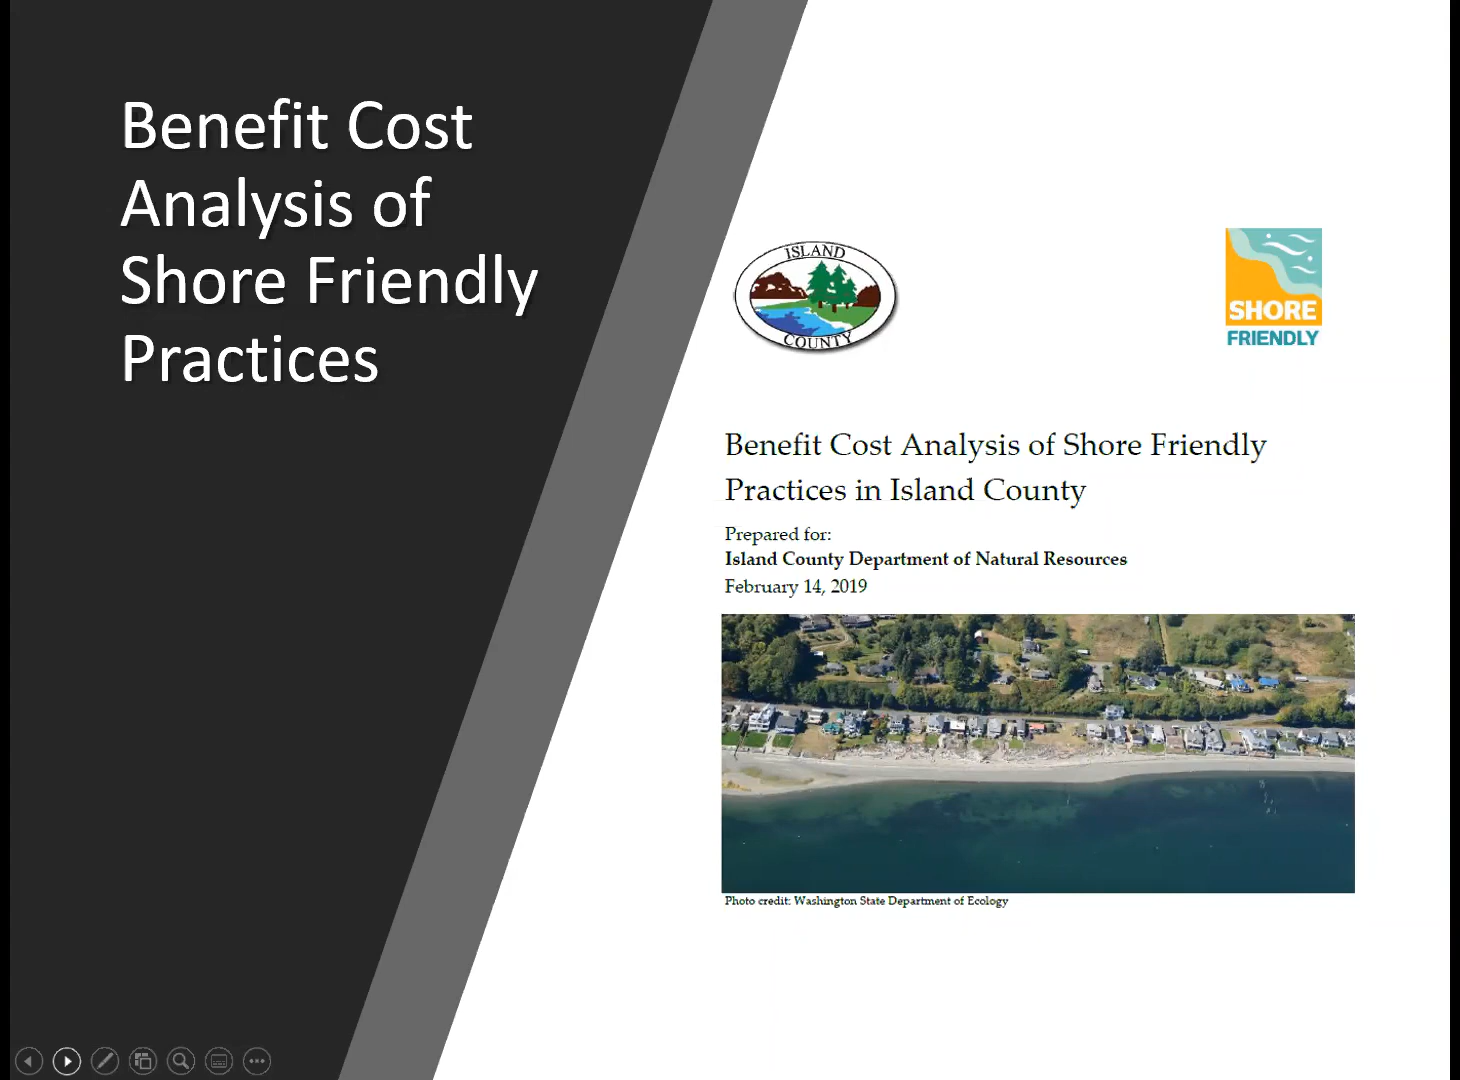 Benefit Cost
Analysis of
Shore Friendly
Practices
ISLAND
COUNTY
SHORE
FRIENDLY
Benefit Cost Analysis of Shore Friendly
Practices in Island County
Prepared for:
Island County Department of Natural Resources
February 14, 2019
Photo credit: Washington State Department of Ecology